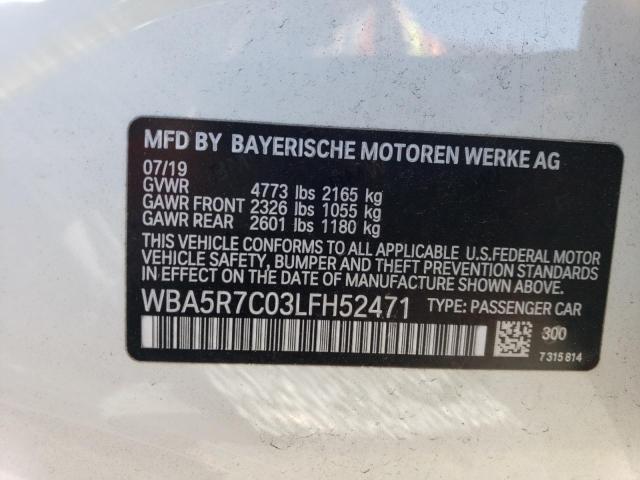 MFD BY BAYERISCHE MOTOREN WERKE AG
07/19
GVWR 4773 lbs 2165 kg
GAWR FRONT 2326 lbs 1055 kg
GAWR REAR 2601 lbs 1180 kg
THIS VEHICLE CONFORMS TO ALL APPLICABLE U.S.FEDERAL MOTOR
VEHICLE SAFETY, BUMPER AND THEFT PREVENTION STANDARDS
IN EFFECT ON THE DATE OF MANUFACTURE SHOWN ABOVE.
WBA5R7C03LFH52471 TYPE: PASSENGER CAR
300
7315814